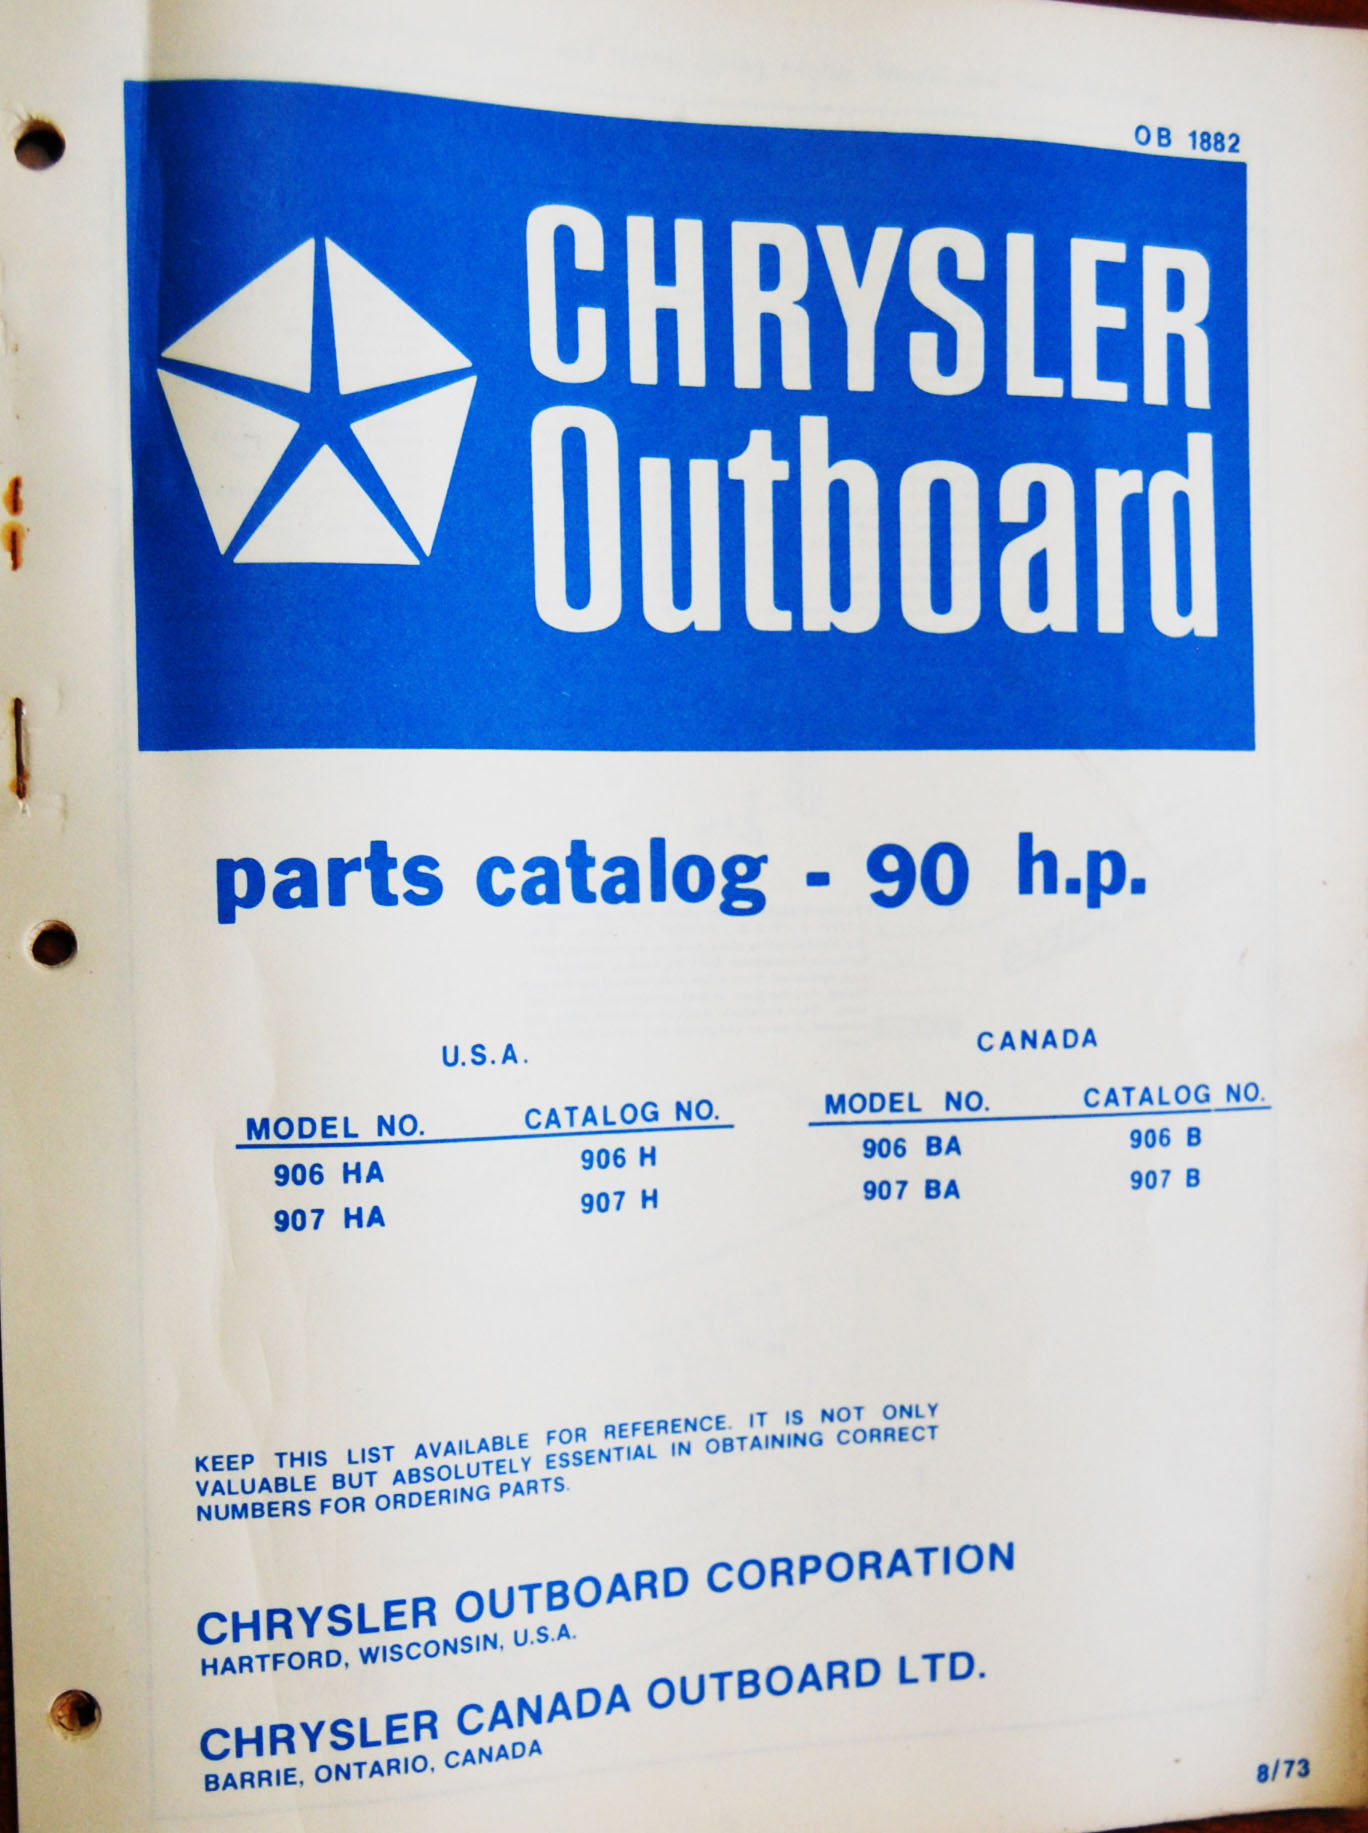 OB 1882
CHRYSLER
Outboard
parts catalog - 90 h.p.
U.S.A.
MODEL NO. CATALOG NO.
906 HA 906 H
907 HA 907 H
CANADA
MODEL NO. CATALOG NO.
906 BA 906 B
907 BA 907 B
KEEP THIS LIST AVAILABLE FOR REFERENCE. IT IS NOT ONLY
VALUABLE BUT ABSOLUTELY ESSENTIAL IN OBTAINING CORRECT
NUMBERS FOR ORDERING PARTS.
CHRYSLER OUTBOARD CORPORATION
HARTFORD, WISCONSIN, U.S.A.
CHRYSLER CANADA OUTBOARD LTD.
BARRIE, ONTARIO, CANADA
8/73